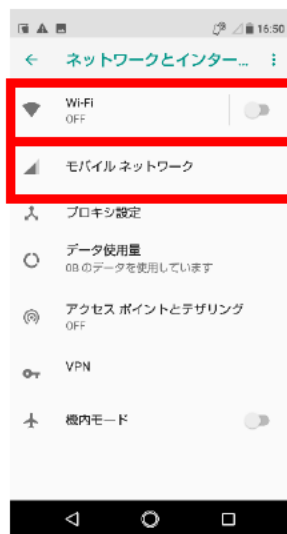 16:50
ネットワークとインター...
Wi-Fi
OFF
モバイル ネットワーク
プロキシ設定
データ使用量
0B のデータを使用しています
アクセス ポイントとテザリング
OFF
VPN
機内モード